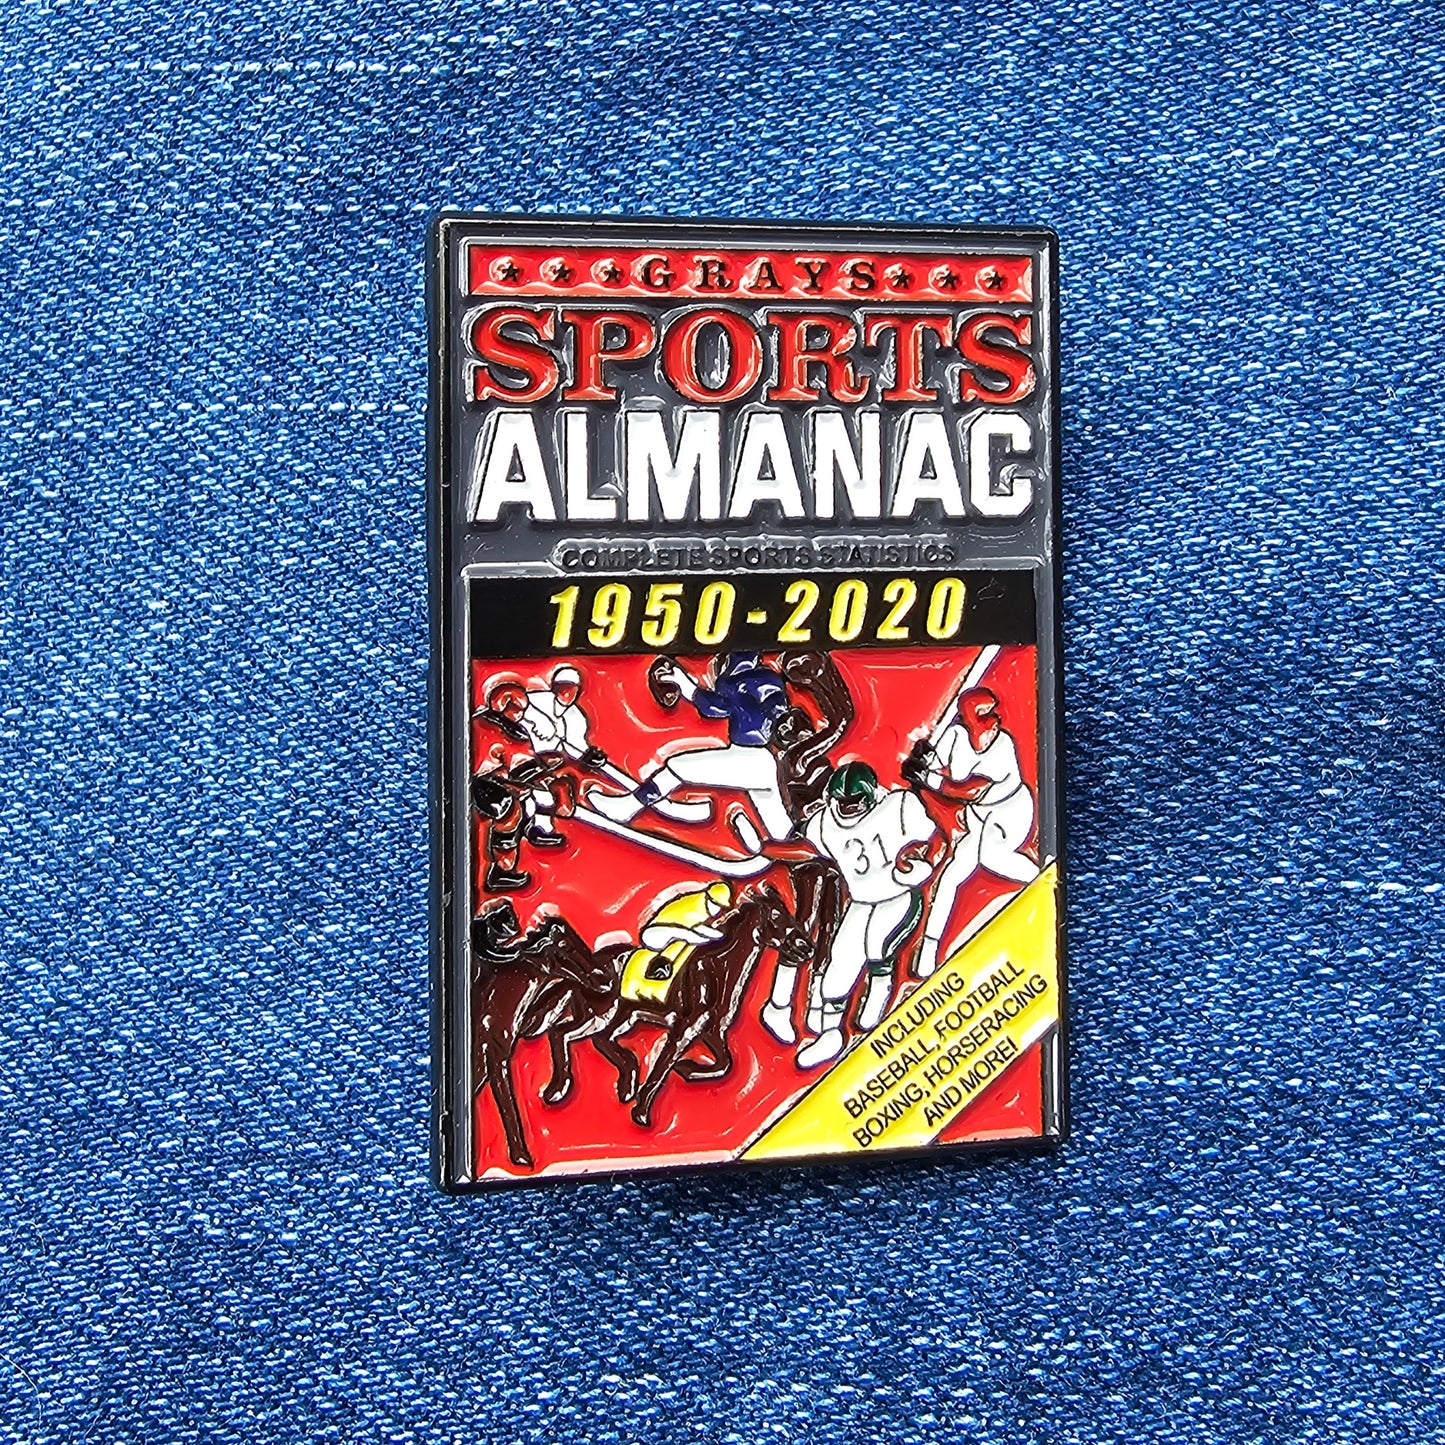 GRAYS
SPORTS
ALMANAC
COMPLETE SPORTS STATISTICS
1950-2020
31
INCLUDING
BASEBALL, FOOTBALL
BOXING, HORSERACING
AND MORE!